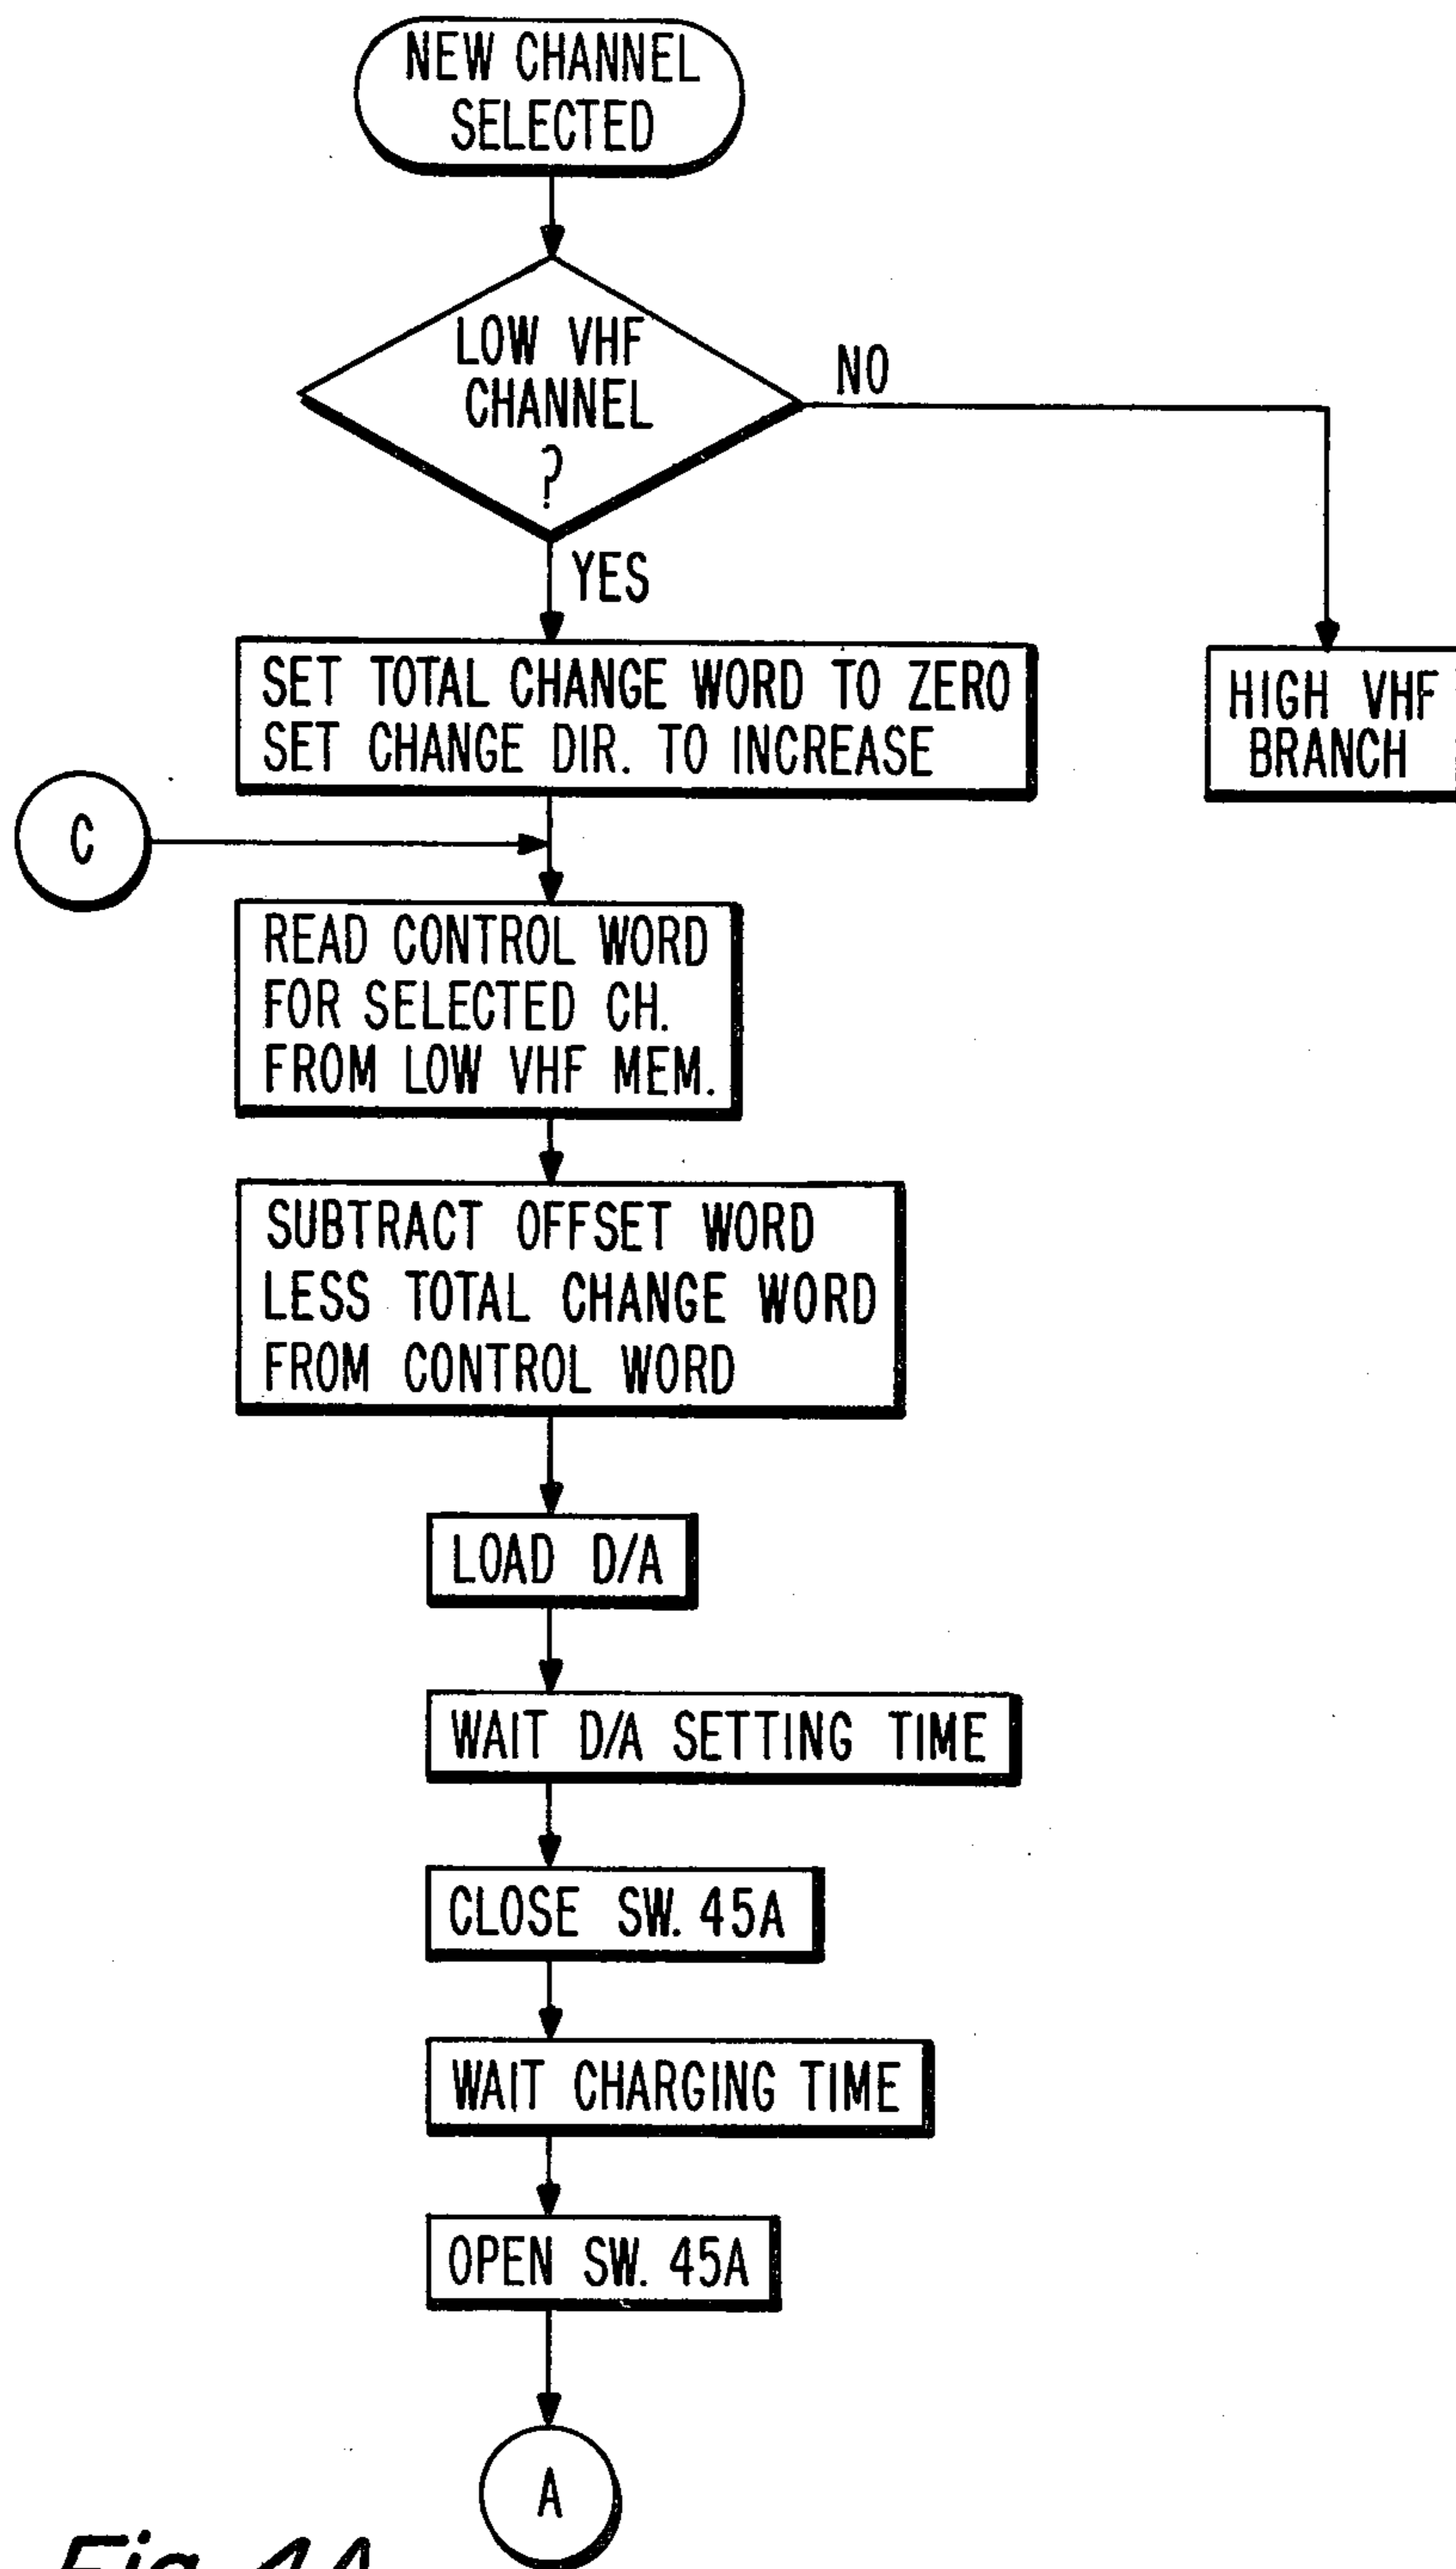 NEW CHANNEL
SELECTED
LOW VHF
CHANNEL
?
NO
YES
SET TOTAL CHANGE WORD TO ZERO
SET CHANGE DIR. TO INCREASE
HIGH VHF
BRANCH
C
READ CONTROL WORD
FOR SELECTED CH.
FROM LOW VHF MEM.
SUBTRACT OFFSET WORD
LESS TOTAL CHANGE WORD
FROM CONTROL WORD
LOAD D/A
WAIT D/A SETTING TIME
CLOSE SW. 45A
WAIT CHARGING TIME
OPEN SW. 45A
A
Fig. 4A